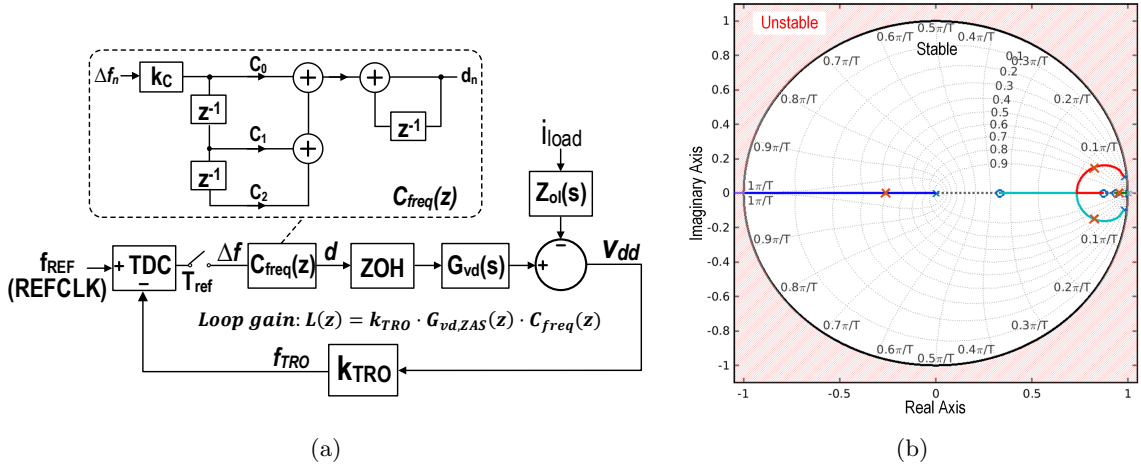 Δfn
kC
C0
dn
z-1
z-1
C1
z-1
C2
Cfreq(z)
iload
Zol(s)
fREF
(REFCLK)
+ TDC
−
Tref
Δf
Cfreq(z)
d
ZOH
Gvd(s)
+
−
Vdd
Loop gain: L(z) = kTRO · Gvd,ZAS(z) · Cfreq(z)
fTRO
kTRO
(a)
Unstable
Stable
1
0.8
0.6
0.4
0.2
0
-0.2
-0.4
-0.6
-0.8
-1
Imaginary Axis
0.5π/T
0.6π/T
0.4π/T
0.7π/T
0.3π/T
0.8π/T
0.2π/T
0.9π/T
0.1π/T
1π/T
1π/T
0.9π/T
0.1π/T
0.8π/T
0.2π/T
0.7π/T
0.3π/T
0.6π/T
0.4π/T
0.5π/T
0.1
0.2
0.3
0.4
0.5
0.6
0.7
0.8
0.9
-1
-0.5
0
0.5
1
Real Axis
(b)